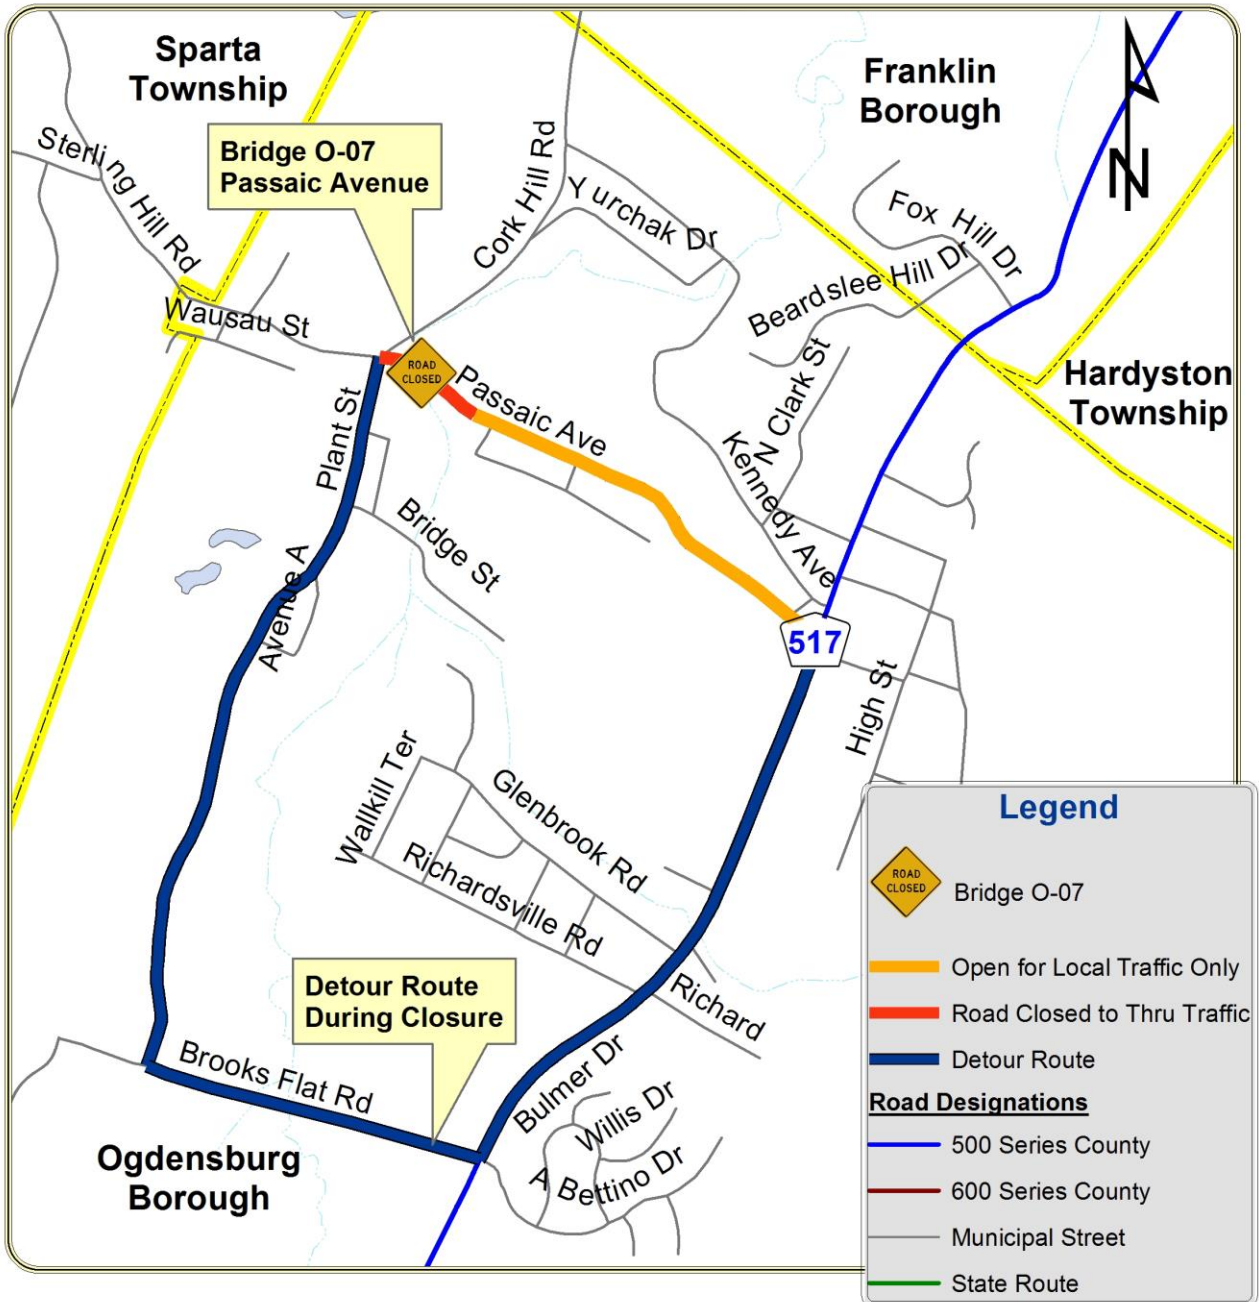 Sparta
Township
Franklin
Borough
N
Sterling Hill Rd
Bridge O-07
Passaic Avenue
Cork Hill Rd
Yurchak Dr
Fox Hill Dr
Beardslee Hill Dr
Wausau St
ROAD
CLOSED
Passaic Ave
N Clark St
Hardyston
Township
Plant St
Kennedy Ave
Bridge St
Avenue A
517
High St
Wallkill Ter
Glenbrook Rd
Richardsville Rd
Richard
Detour Route
During Closure
Brooks Flat Rd
Bulmer Dr
Willis Dr
A Bettino Dr
Ogdensburg
Borough
Legend
ROAD
CLOSED
Bridge O-07
Open for Local Traffic Only
Road Closed to Thru Traffic
Detour Route
Road Designations
500 Series County
600 Series County
Municipal Street
State Route